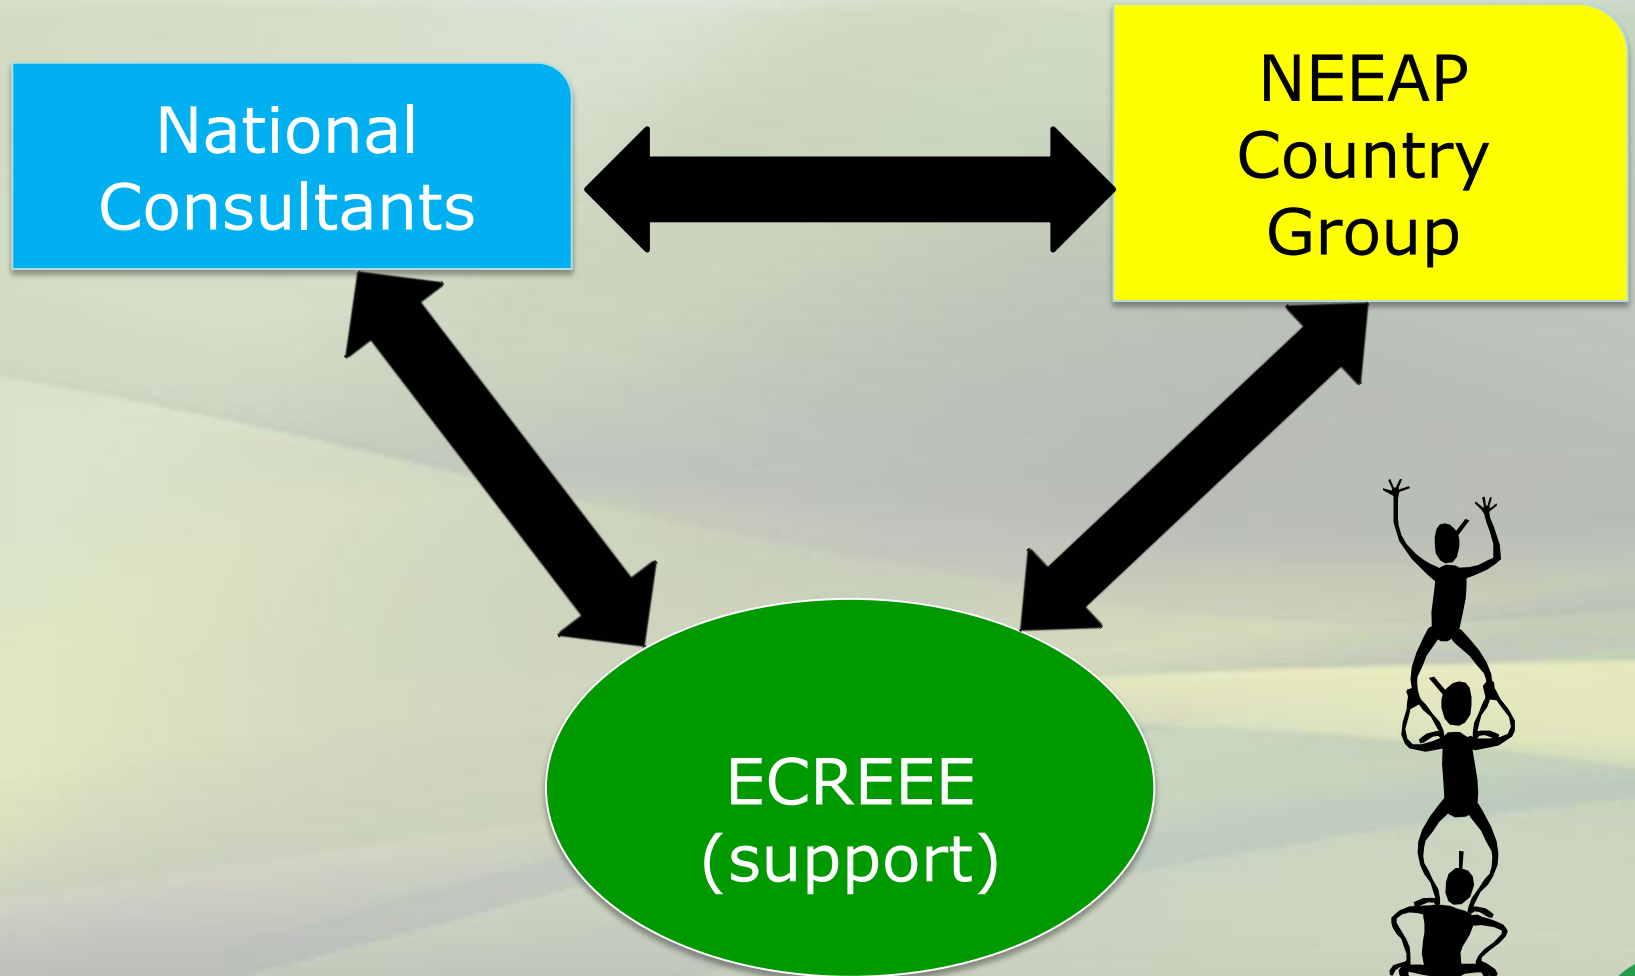 National
Consultants
NEEAP
Country
Group
ECREEE
(support)